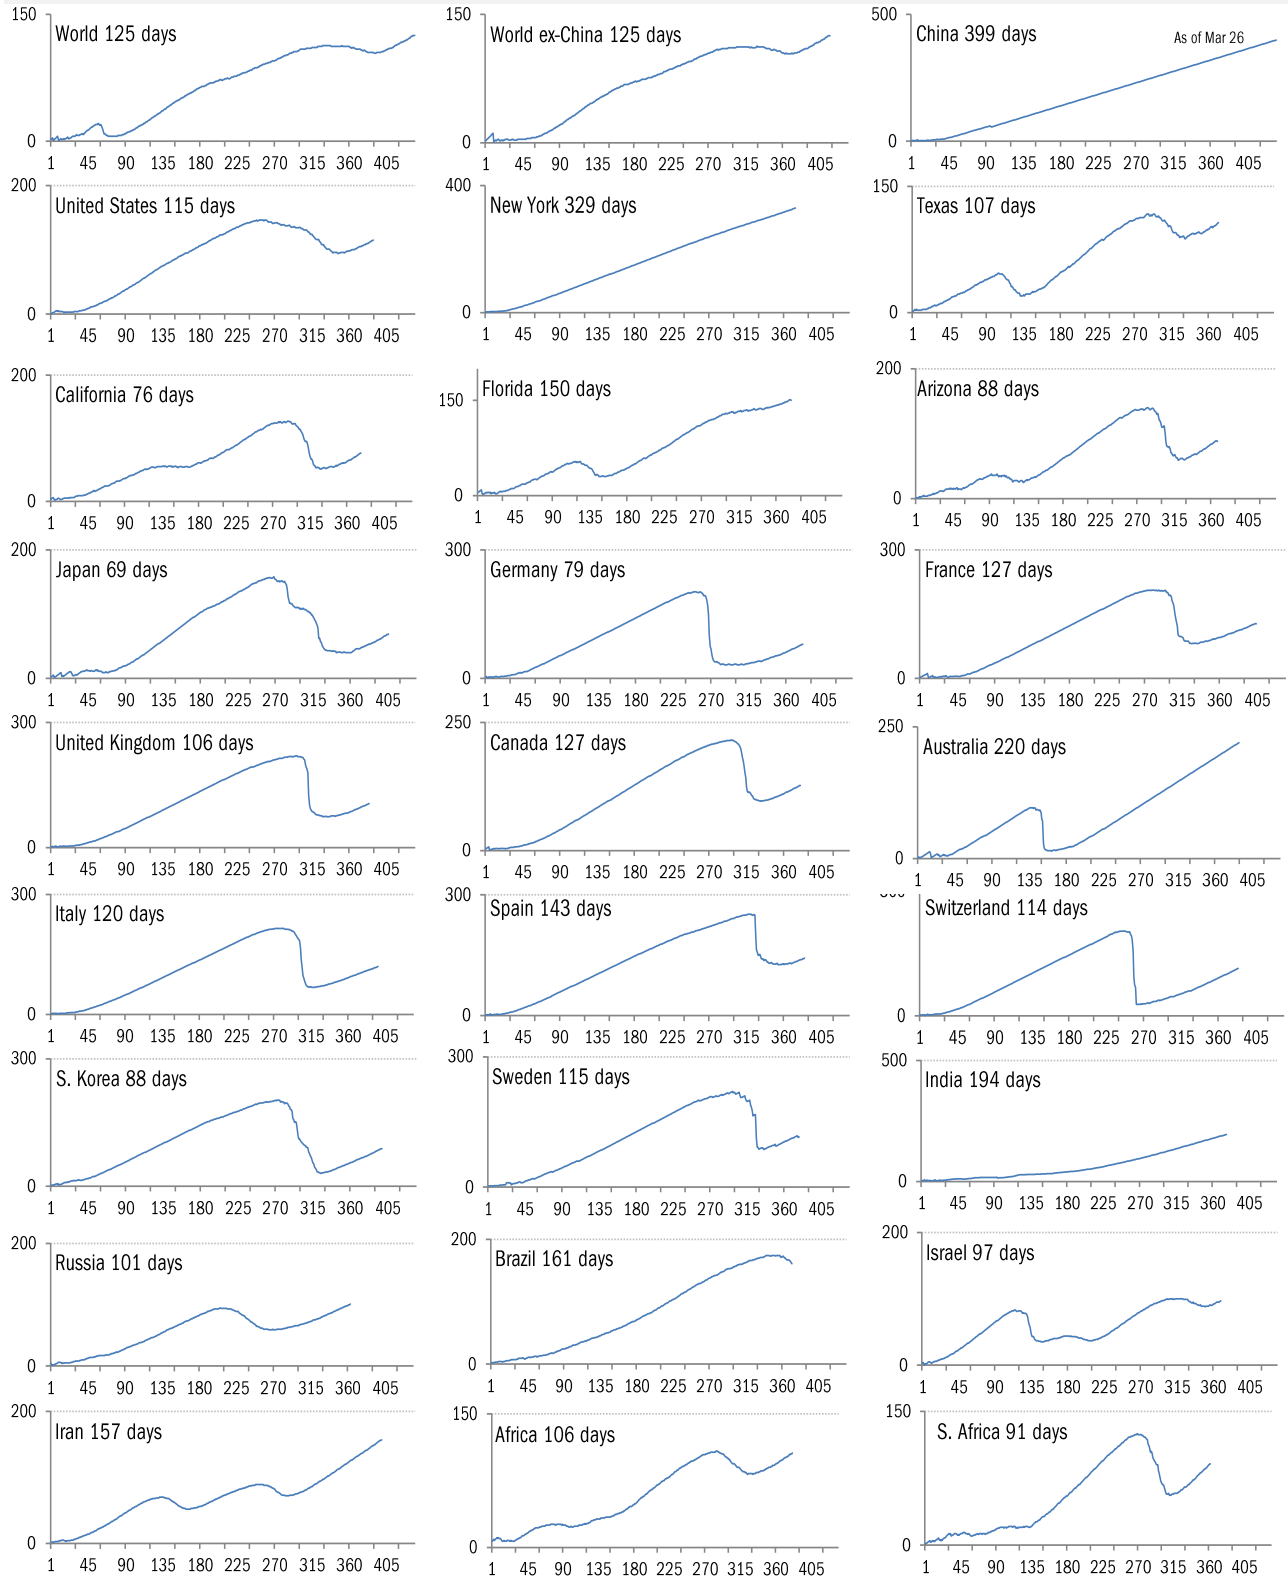 150
World 125 days
0
1 45 90 135 180 225 270 315 360 405
150
World ex-China 125 days
0
1 45 90 135 180 225 270 315 360 405
500
China 399 days
As of Mar 26
0
1 45 90 135 180 225 270 315 360 405
200
United States 115 days
0
1 45 90 135 180 225 270 315 360 405
400
New York 329 days
0
1 45 90 135 180 225 270 315 360 405
150
Texas 107 days
0
1 45 90 135 180 225 270 315 360 405
200
California 76 days
0
1 45 90 135 180 225 270 315 360 405
150
Florida 150 days
0
1 45 90 135 180 225 270 315 360 405
200
Arizona 88 days
0
1 45 90 135 180 225 270 315 360 405
200
Japan 69 days
0
1 45 90 135 180 225 270 315 360 405
300
Germany 79 days
0
1 45 90 135 180 225 270 315 360 405
300
France 127 days
0
1 45 90 135 180 225 270 315 360 405
300
United Kingdom 106 days
0
1 45 90 135 180 225 270 315 360 405
250
Canada 127 days
0
1 45 90 135 180 225 270 315 360 405
250
Australia 220 days
0
1 45 90 135 180 225 270 315 360 405
300
Italy 120 days
0
1 45 90 135 180 225 270 315 360 405
300
Spain 143 days
0
1 45 90 135 180 225 270 315 360 405
Switzerland 114 days
0
1 45 90 135 180 225 270 315 360 405
300
S. Korea 88 days
0
1 45 90 135 180 225 270 315 360 405
300
Sweden 115 days
0
1 45 90 135 180 225 270 315 360 405
500
India 194 days
0
1 45 90 135 180 225 270 315 360 405
200
Russia 101 days
0
1 45 90 135 180 225 270 315 360 405
200
Brazil 161 days
0
1 45 90 135 180 225 270 315 360 405
200
Israel 97 days
0
1 45 90 135 180 225 270 315 360 405
200
Iran 157 days
0
1 45 90 135 180 225 270 315 360 405
150
Africa 106 days
0
1 45 90 135 180 225 270 315 360 405
150
S. Africa 91 days
0
1 45 90 135 180 225 270 315 360 405